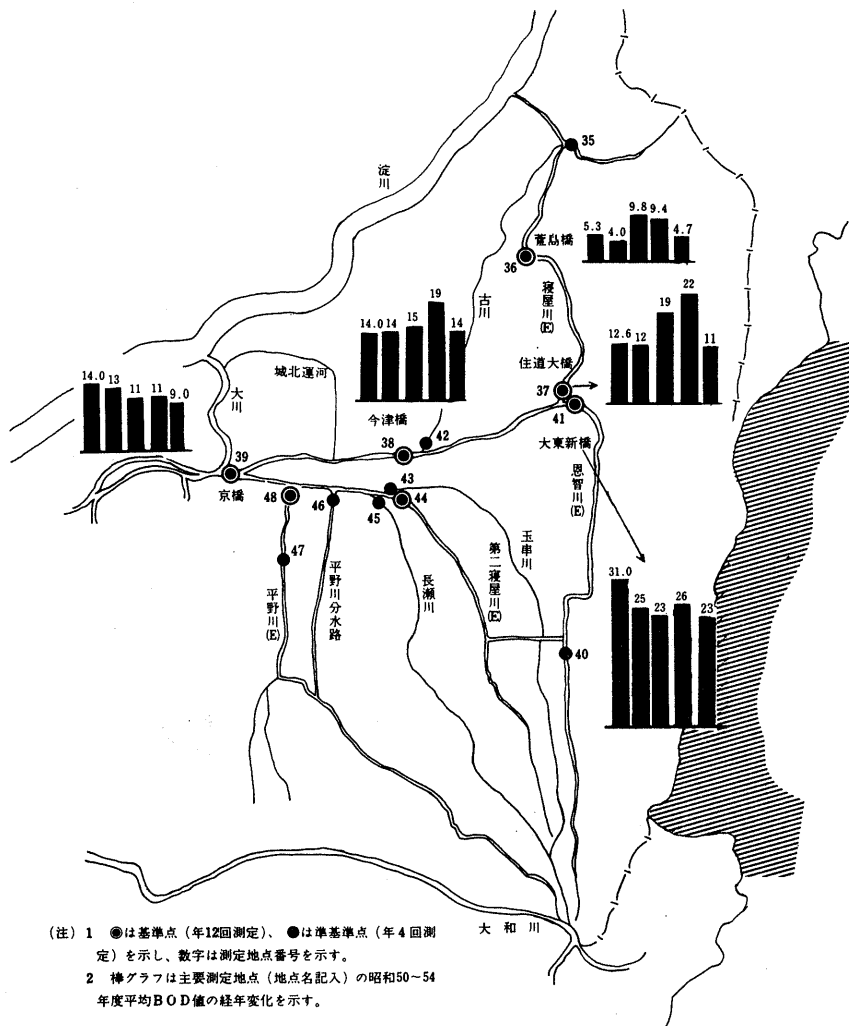 35
淀川
萓島橋
36
5.3 4.0 9.8 9.4 4.7
古川
寝屋川(E)
14.0 14 15 19 14
12.6 12 19 22 11
城北運河
住道大橋
37
14.0 13 11 11 9.0
大川
今津橋
41
42
38
大東新橋
39
京橋
恩智川(E)
43
48
46
45
44
47
平野川(E)
平野川分水路
長瀬川
第二寝屋川(E)
玉串川
31.0 25 23 26 23
40
大和川
(注) 1 ◉は基準点(年12回測定)、●は準基準点(年4回測
定)を示し、数字は測定地点番号を示す。
2 棒グラフは主要測定地点(地点名記入)の昭和50~54
年度平均BOD値の経年変化を示す。